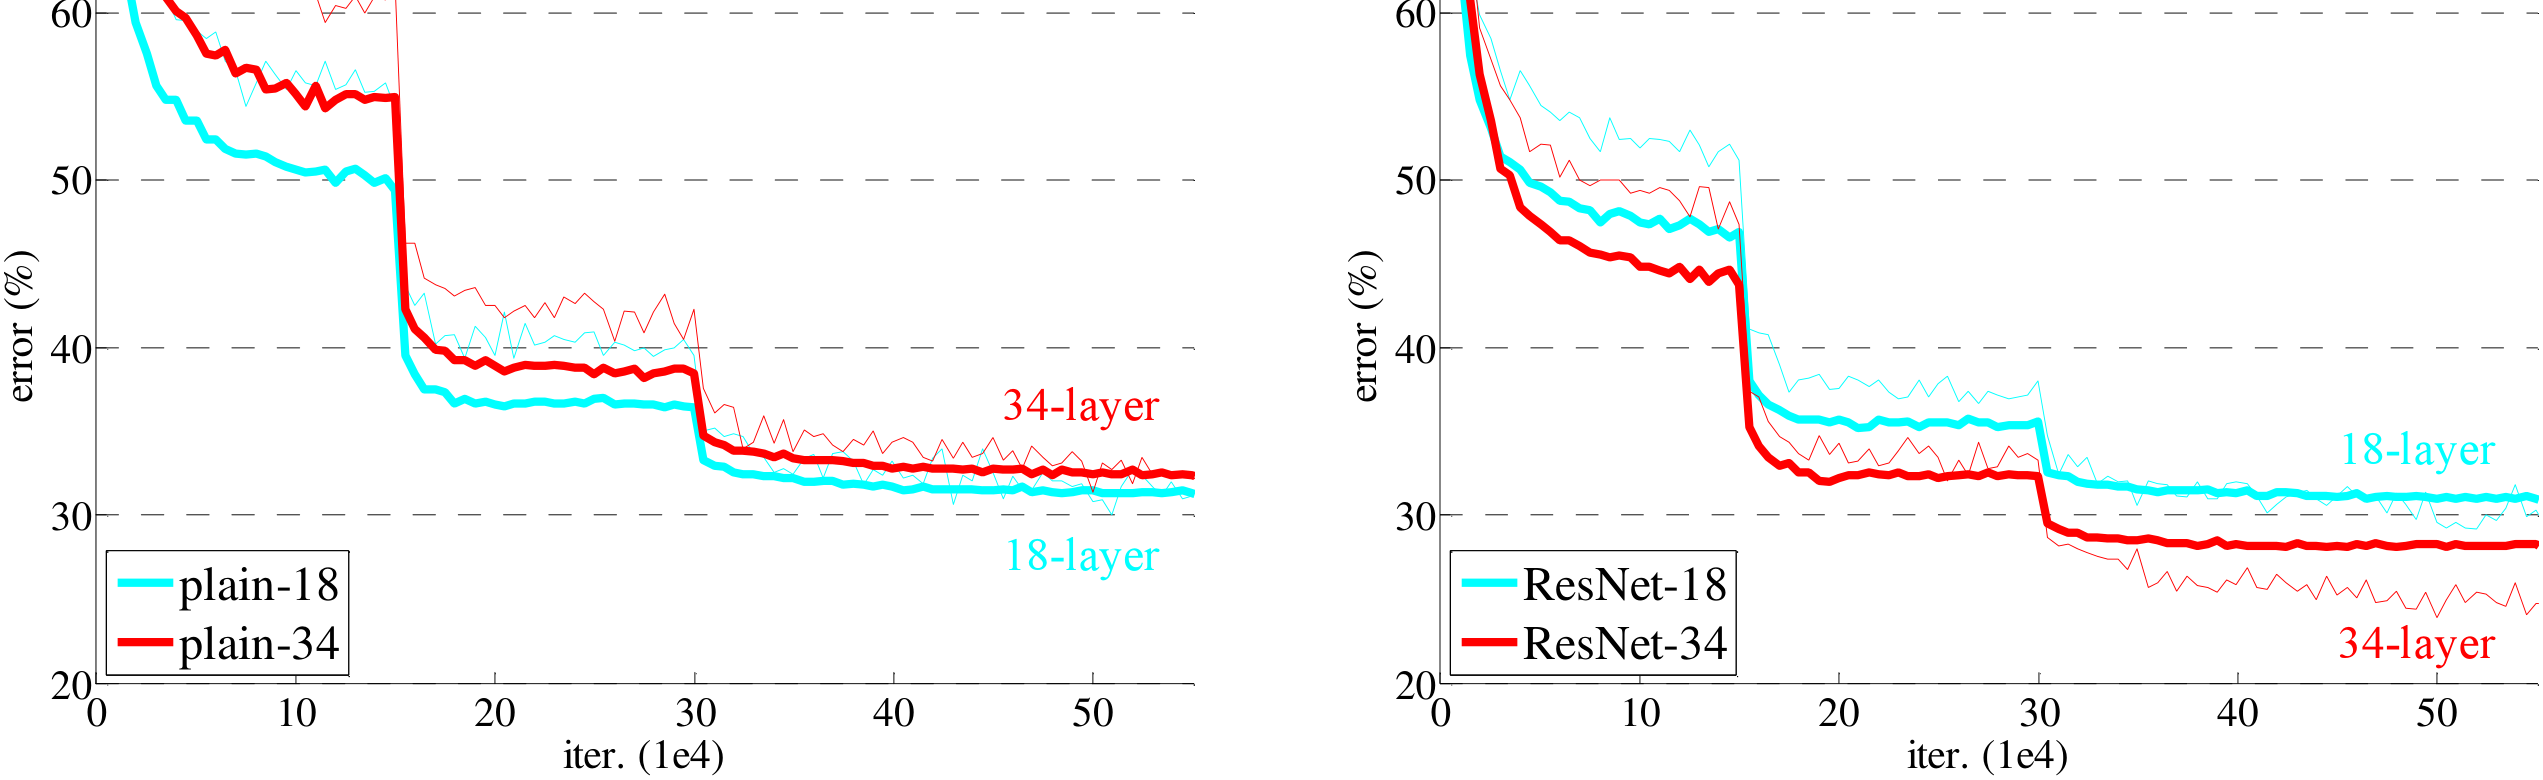 60
50
40
30
20
error (%)
34-layer
18-layer
plain-18
plain-34
0 10 20 30 40 50
iter. (1e4)
60
50
40
30
20
error (%)
18-layer
34-layer
ResNet-18
ResNet-34
0 10 20 30 40 50
iter. (1e4)